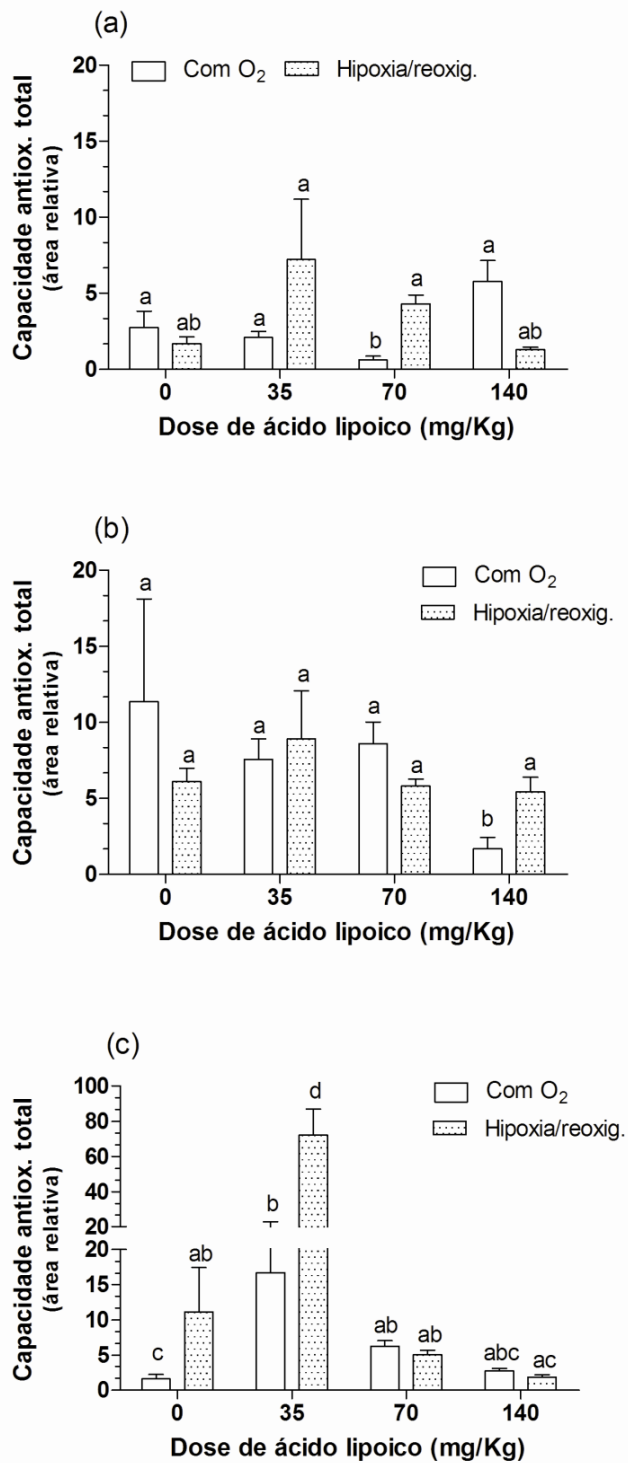 (a)
Com O₂ Hipoxia/reoxig.
Capacidade antiox. total
(área relativa)
20
15
10
5
0
a ab a a b a a ab
0 35 70 140
Dose de ácido lipoico (mg/Kg)
(b)
Com O₂
Hipoxia/reoxig.
Capacidade antiox. total
(área relativa)
20
15
10
5
0
a a a a a a b a
0 35 70 140
Dose de ácido lipoico (mg/Kg)
(c)
Com O₂
Hipoxia/reoxig.
Capacidade antiox. total
(área relativa)
100
80
60
40
20
20
15
10
5
0
c ab b d ab ab abc ac
0 35 70 140
Dose de ácido lipoico (mg/Kg)